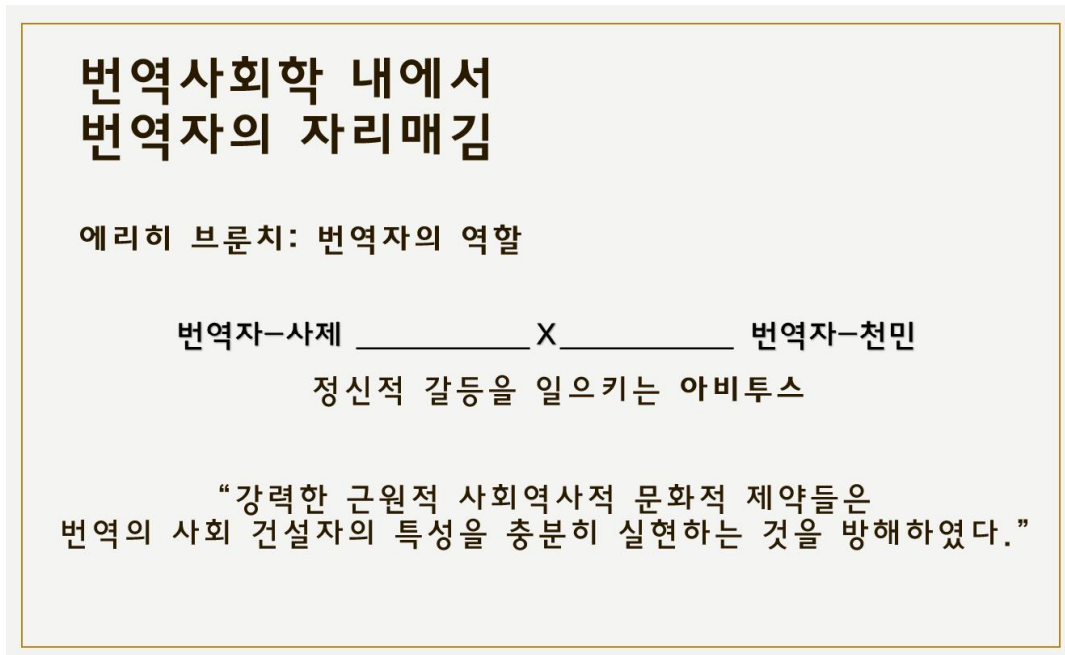 번역사회학 내에서
번역자의 자리매김
에리히 브룬치: 번역자의 역할
번역자-사제 ____________X____________ 번역자-천민
정신적 갈등을 일으키는 아비투스
“강력한 근원적 사회역사적 문화적 제약들은
번역의 사회 건설자의 특성을 충분히 실현하는 것을 방해하였다.”